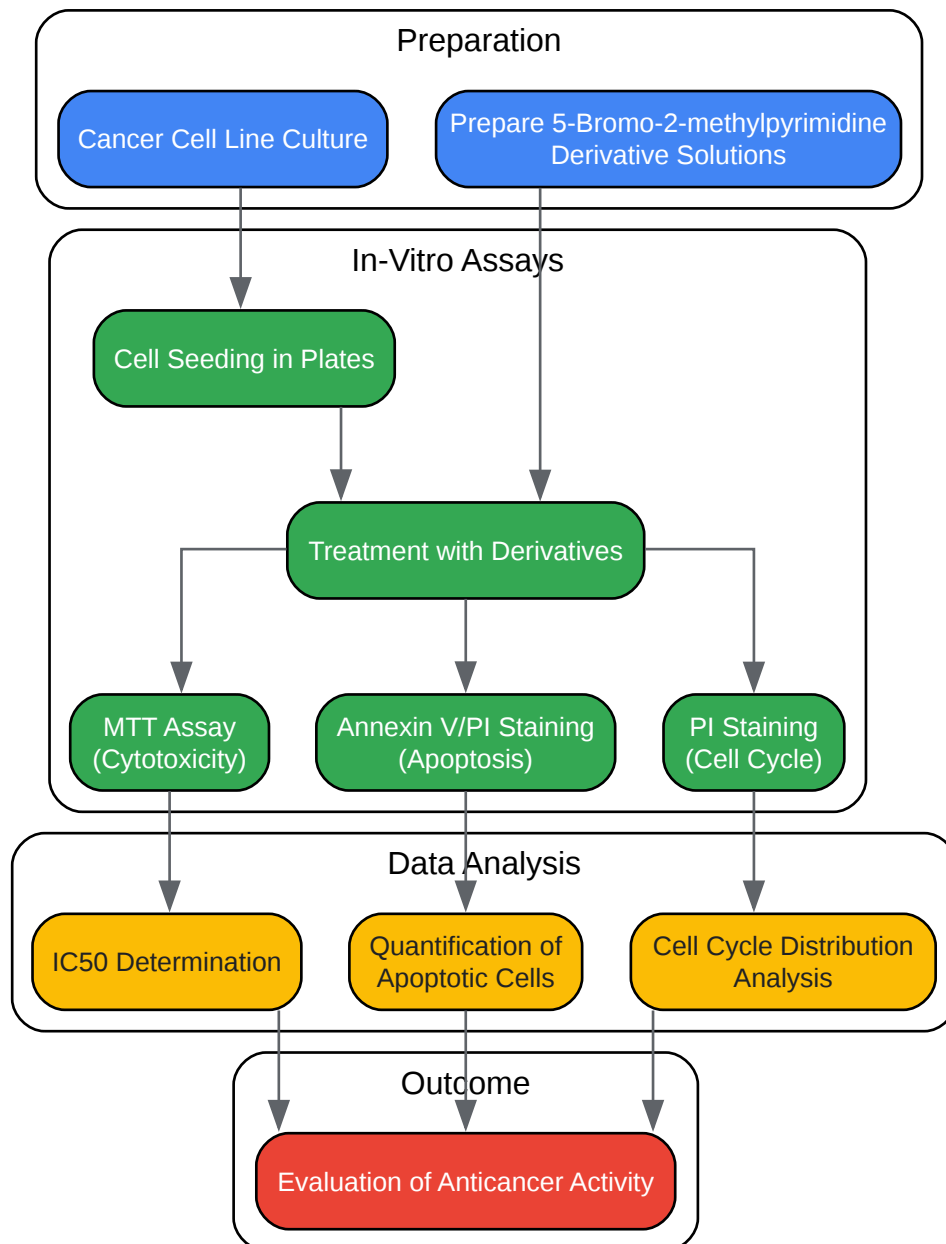 Preparation
Cancer Cell Line Culture
Prepare 5-Bromo-2-methylpyrimidine
Derivative Solutions
In-Vitro Assays
Cell Seeding in Plates
Treatment with Derivatives
MTT Assay
(Cytotoxicity)
Annexin V/PI Staining
(Apoptosis)
PI Staining
(Cell Cycle)
Data Analysis
IC50 Determination
Quantification of
Apoptotic Cells
Cell Cycle Distribution
Analysis
Outcome
Evaluation of Anticancer Activity